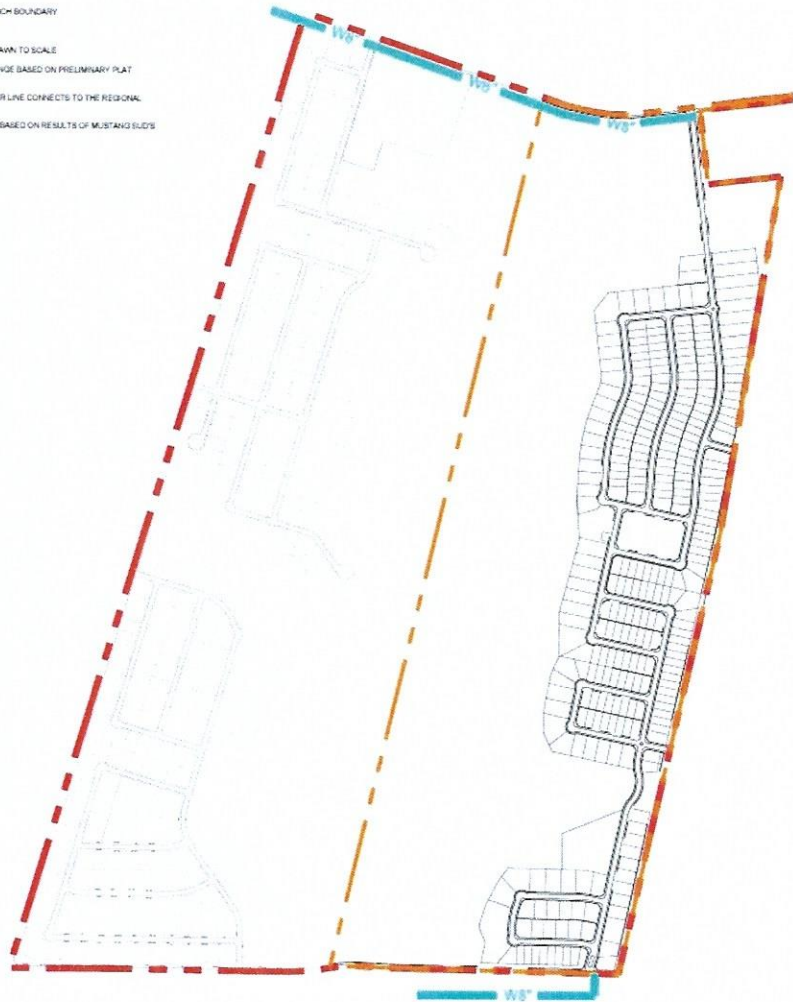 CH BOUNDARY
AWN TO SCALE
NGE BASED ON PRELIMINARY PLAT
R LINE CONNECTS TO THE REGIONAL
BASED ON RESULTS OF MUSTANG SUD'S
W8"
W8"
W8"
W8"